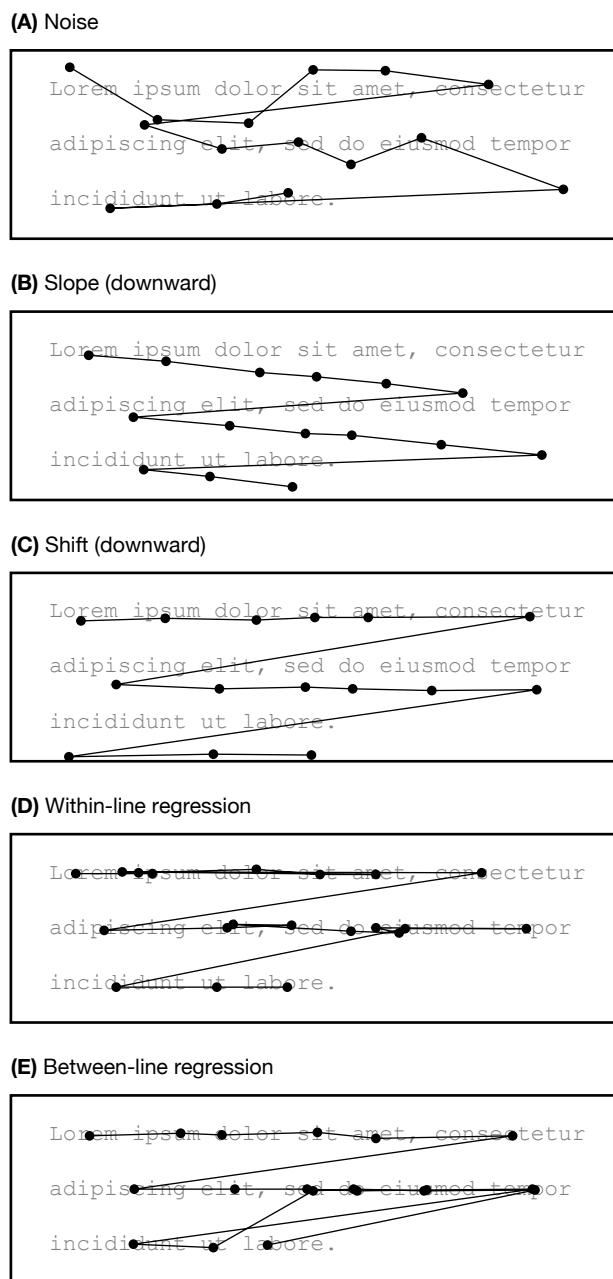 (A) Noise
Lorem ipsum dolor sit amet, consectetur
adipiscing elit, sed do eiusmod tempor
incididunt ut labore.
(B) Slope (downward)
Lorem ipsum dolor sit amet, consectetur
adipiscing elit, sed do eiusmod tempor
incididunt ut labore.
(C) Shift (downward)
Lorem ipsum dolor sit amet, consectetur
adipiscing elit, sed do eiusmod tempor
incididunt ut labore.
(D) Within-line regression
Lorem ipsum dolor sit amet, consectetur
adipiscing elit, sed do eiusmod tempor
incididunt ut labore.
(E) Between-line regression
Lorem ipsum dolor sit amet, consectetur
adipiscing elit, sed do eiusmod tempor
incididunt ut labore.